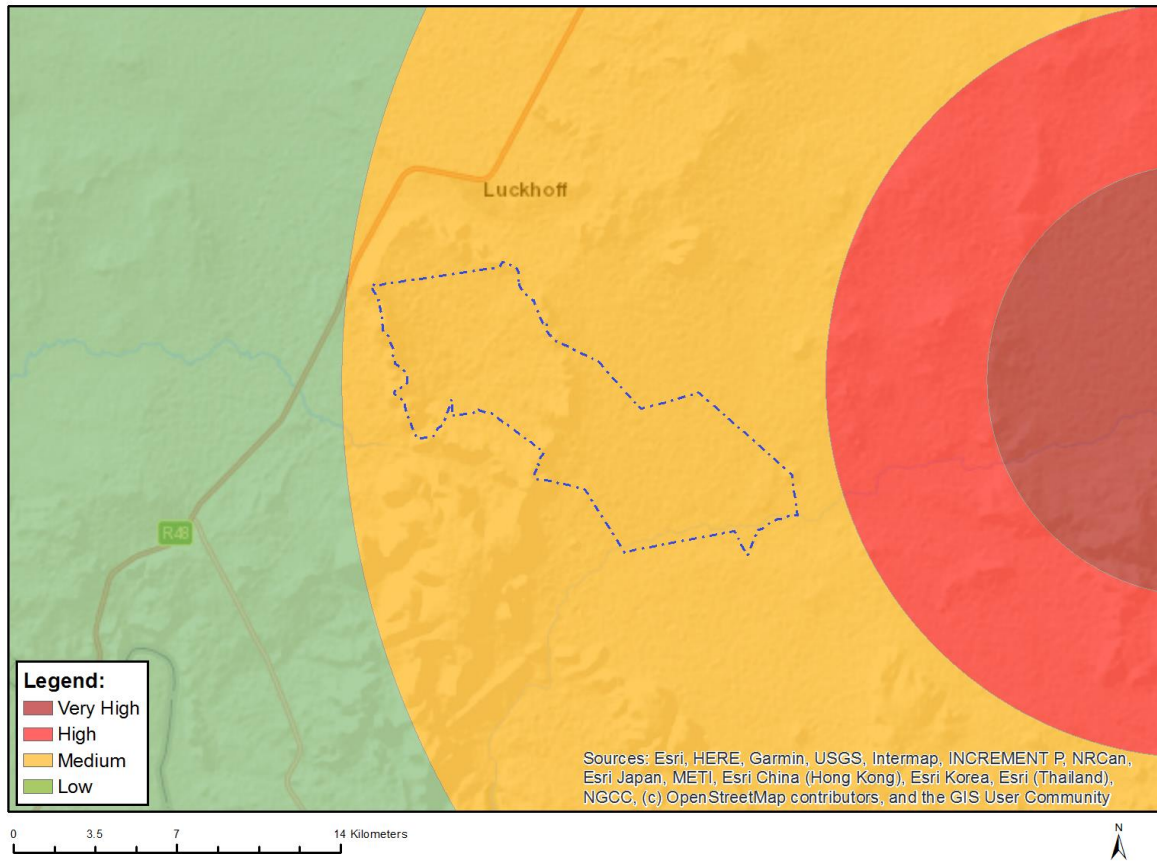 Luckhoff
R48
Legend:
Very High
High
Medium
Low
Sources: Esri, HERE, Garmin, USGS, Intermap, INCREMENT P, NRCan,
Esri Japan, METI, Esri China (Hong Kong), Esri Korea, Esri (Thailand),
NGCC, (c) OpenStreetMap contributors, and the GIS User Community
0 3.5 7 14 Kilometers
N